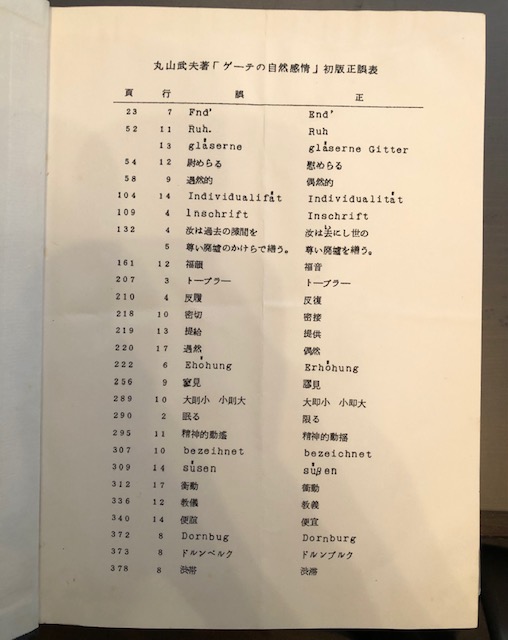 丸山武夫著「ゲーテの自然感情」初版正誤表
頁 行 誤 正
23 7 Fnd' End'
52 11 Ruh. Ruh
13 gläserne gläserne Gitter
54 12 尉めらる 慰めらる
58 9 遇然的 偶然的
104 14 Individualifät Individualität
109 4 lnschrift Inschrift
132 4 汝は過去の隙間を 汝は去にし世の
5 尊い廃墟のかけらで繕う。 尊い廃墟を繕う。
161 12 福韻 福音
207 3 トーブラー トーブラー
210 4 反履 反復
218 10 密切 密接
219 13 提給 提供
220 17 遇然 偶然
222 6 Ehöhung Erhöhung
256 9 見 見
289 10 大則小 小則大 大即小 小即大
290 2 眠る 限る
295 11 精神的動遙 精神的動揺
307 10 bezeihnet bezeichnet
309 14 süsen süßen
312 17 衝動 衝動
336 12 教儀 教義
340 14 便誼 便宜
372 8 Dornbug Dornburg
373 8 ドルンベルク ドルンブルク
378 8 渋帯 渋滞